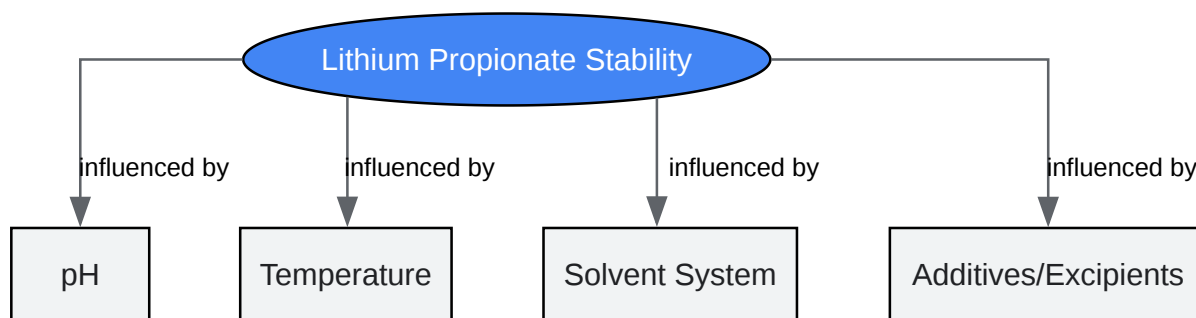 Lithium Propionate Stability
influenced by
influenced by
influenced by
influenced by
pH
Temperature
Solvent System
Additives/Excipients